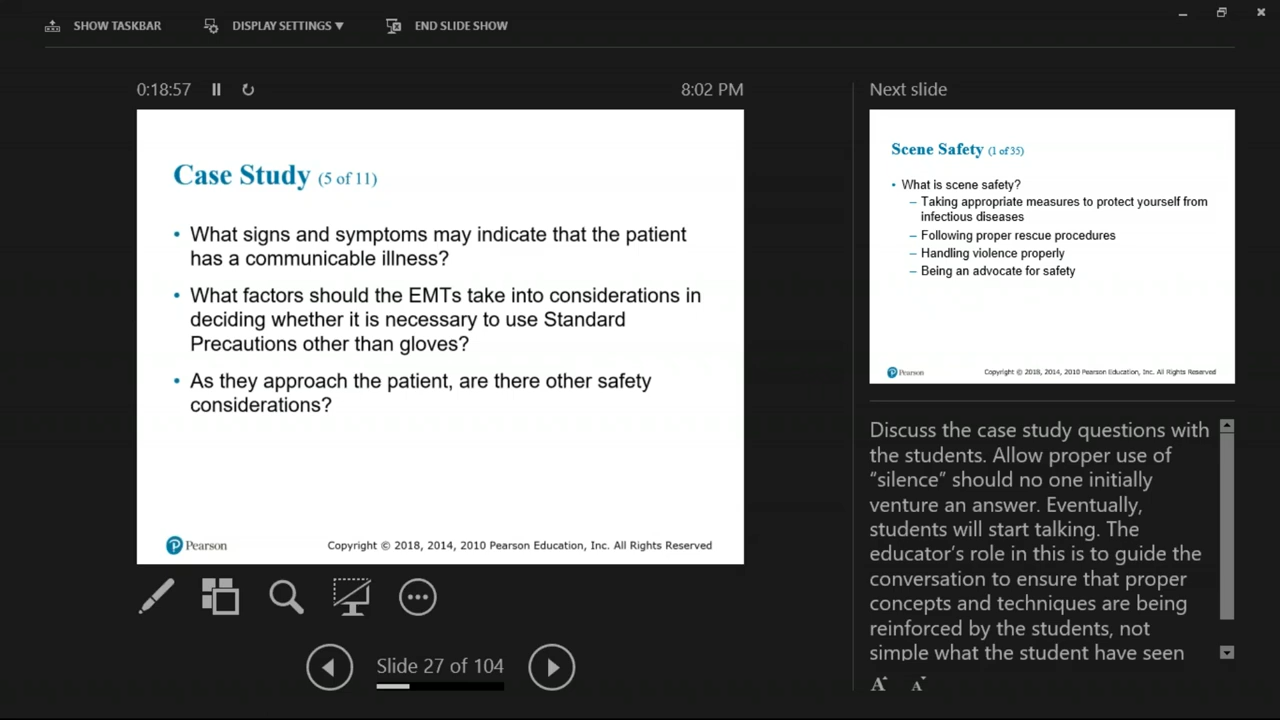 SHOW TASKBAR
DISPLAY SETTINGS ▼
END SLIDE SHOW
0:18:57
8:02 PM
Case Study (5 of 11)
• What signs and symptoms may indicate that the patient
has a communicable illness?
• What factors should the EMTs take into considerations in
deciding whether it is necessary to use Standard
Precautions other than gloves?
• As they approach the patient, are there other safety
considerations?
Pearson
Copyright © 2018, 2014, 2010 Pearson Education, Inc. All Rights Reserved
Slide 27 of 104
Next slide
Scene Safety (1 of 35)
• What is scene safety?
– Taking appropriate measures to protect yourself from
infectious diseases
– Following proper rescue procedures
– Handling violence properly
– Being an advocate for safety
Pearson
Copyright © 2018, 2014, 2010 Pearson Education, Inc. All Rights Reserved
Discuss the case study questions with
the students. Allow proper use of
“silence” should no one initially
venture an answer. Eventually,
students will start talking. The
educator’s role in this is to guide the
conversation to ensure that proper
concepts and techniques are being
reinforced by the students, not
simple what the student have seen
A A